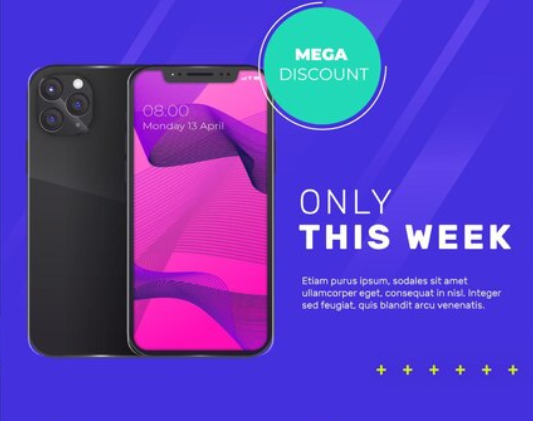 MEGA
DISCOUNT
08.00
Monday 13 April
ONLY
THIS WEEK
Etiam purus ipsum, sodales sit amet
ullamcorper eget, consequat in nisl. Integer
sed feugiat, quis blandit arcu venenatis.